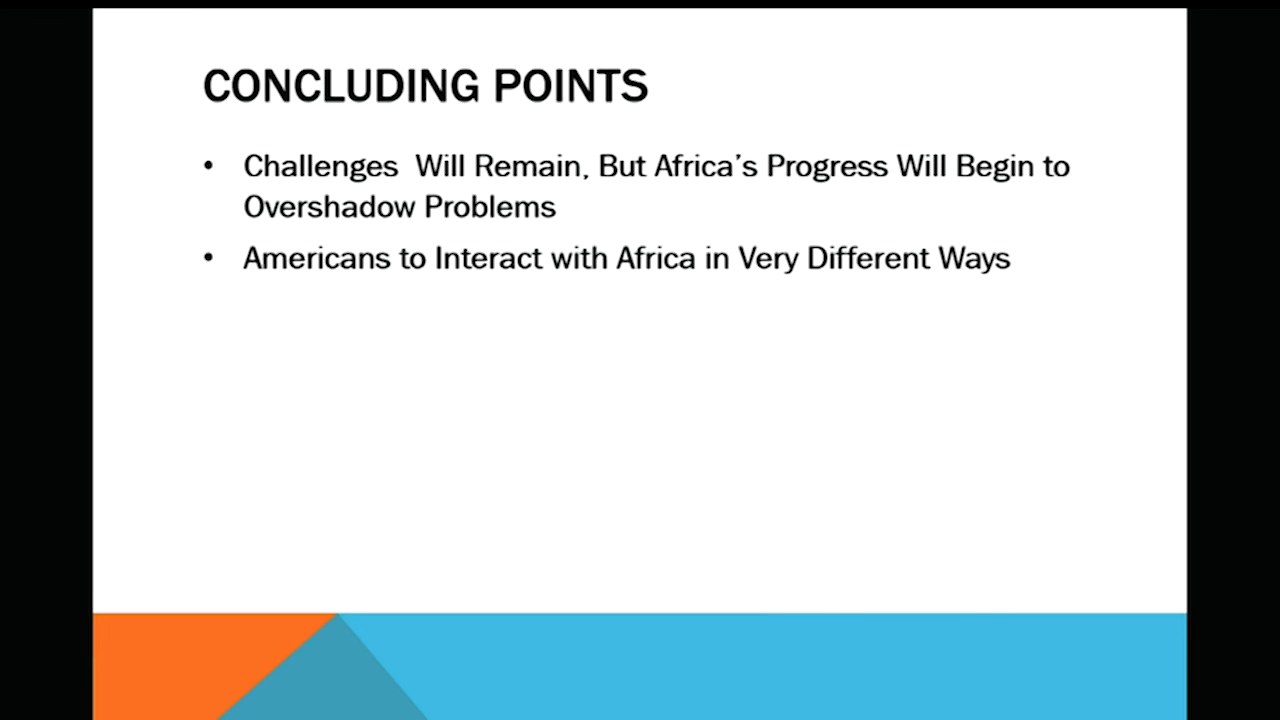 CONCLUDING POINTS
• Challenges  Will Remain, But Africa’s Progress Will Begin to
Overshadow Problems
• Americans to Interact with Africa in Very Different Ways